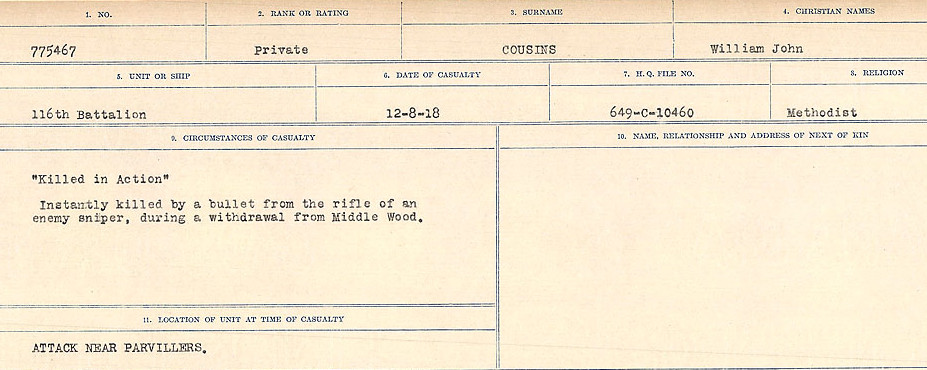 1. NO.
2. RANK OR RATING
3. SURNAME
4. CHRISTIAN NAMES
775467
Private
COUSINS
William John
5. UNIT OR SHIP
6. DATE OF CASUALTY
7. H.Q. FILE NO.
8. RELIGION
116th Battalion
12-8-18
649-C-10460
Methodist
9. CIRCUMSTANCES OF CASUALTY
10. NAME, RELATIONSHIP AND ADDRESS OF NEXT OF KIN
"Killed in Action"
Instantly killed by a bullet from the rifle of an
enemy sniper, during a withdrawal from Middle Wood.
11. LOCATION OF UNIT AT TIME OF CASUALTY
ATTACK NEAR PARVILLERS.